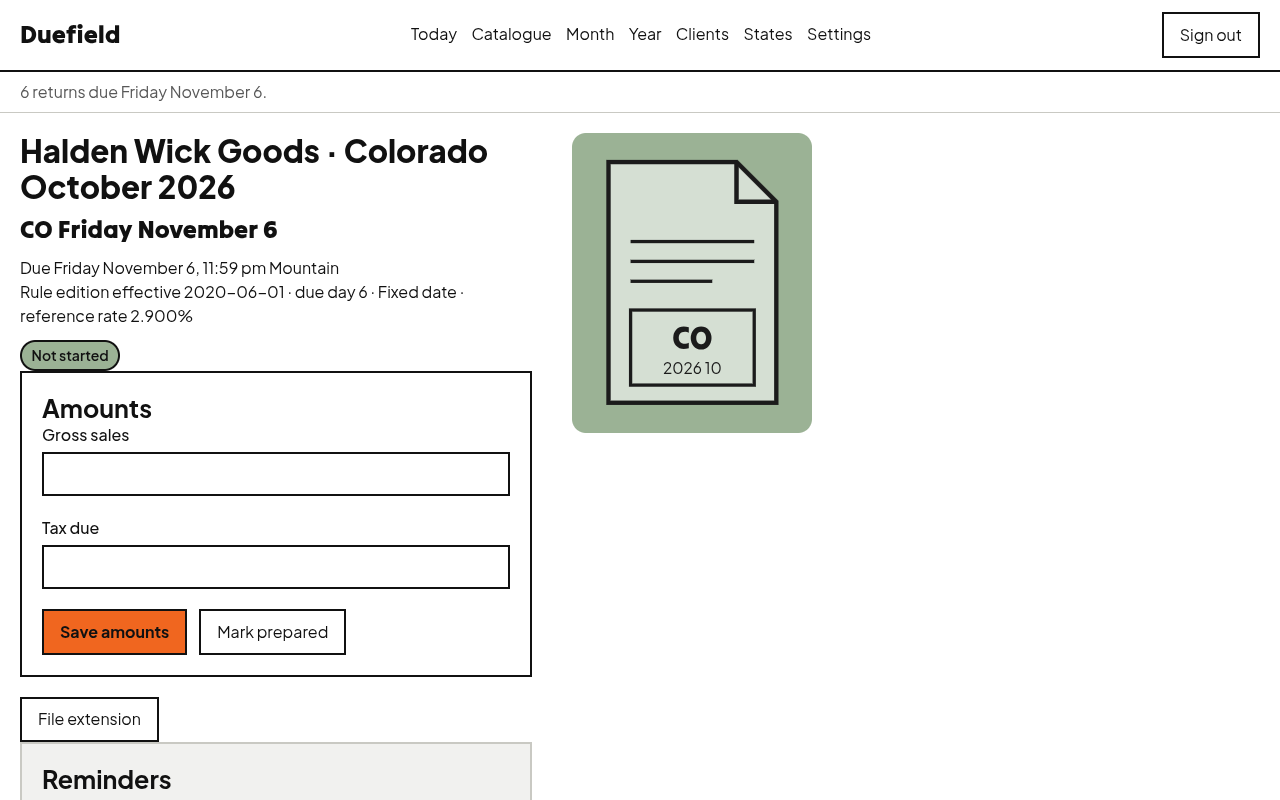 Duefield
Today Catalogue Month Year Clients States Settings
Sign out
6 returns due Friday November 6.
Halden Wick Goods · Colorado
October 2026
CO Friday November 6
Due Friday November 6, 11:59 pm Mountain
Rule edition effective 2020-06-01 · due day 6 · Fixed date ·
reference rate 2.900%
Not started
Amounts
Gross sales
Tax due
Save amounts
Mark prepared
File extension
Reminders
CO
2026 10